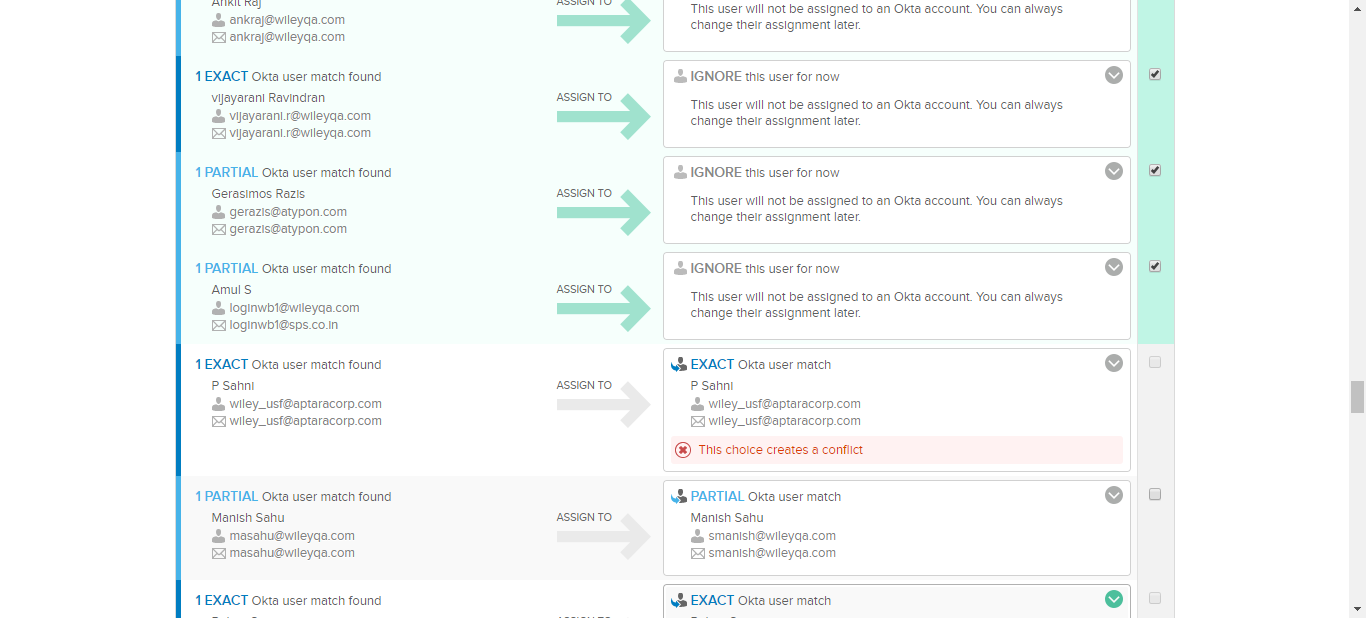 Ankit Raj
ankraj@wileyqa.com
ankraj@wileyqa.com
ASSIGN TO
This user will not be assigned to an Okta account. You can always
change their assignment later.
1 EXACT Okta user match found
vijayarani Ravindran
vijayarani.r@wileyqa.com
vijayarani.r@wileyqa.com
ASSIGN TO
IGNORE this user for now
This user will not be assigned to an Okta account. You can always
change their assignment later.
1 PARTIAL Okta user match found
Gerasimos Razis
gerazis@atypon.com
gerazis@atypon.com
ASSIGN TO
IGNORE this user for now
This user will not be assigned to an Okta account. You can always
change their assignment later.
1 PARTIAL Okta user match found
Amul S
loginwb1@wileyqa.com
loginwb1@sps.co.in
ASSIGN TO
IGNORE this user for now
This user will not be assigned to an Okta account. You can always
change their assignment later.
1 EXACT Okta user match found
P Sahni
wiley_usf@aptaracorp.com
wiley_usf@aptaracorp.com
ASSIGN TO
EXACT Okta user match
P Sahni
wiley_usf@aptaracorp.com
wiley_usf@aptaracorp.com
This choice creates a conflict
1 PARTIAL Okta user match found
Manish Sahu
masahu@wileyqa.com
masahu@wileyqa.com
ASSIGN TO
PARTIAL Okta user match
Manish Sahu
smanish@wileyqa.com
smanish@wileyqa.com
1 EXACT Okta user match found
EXACT Okta user match